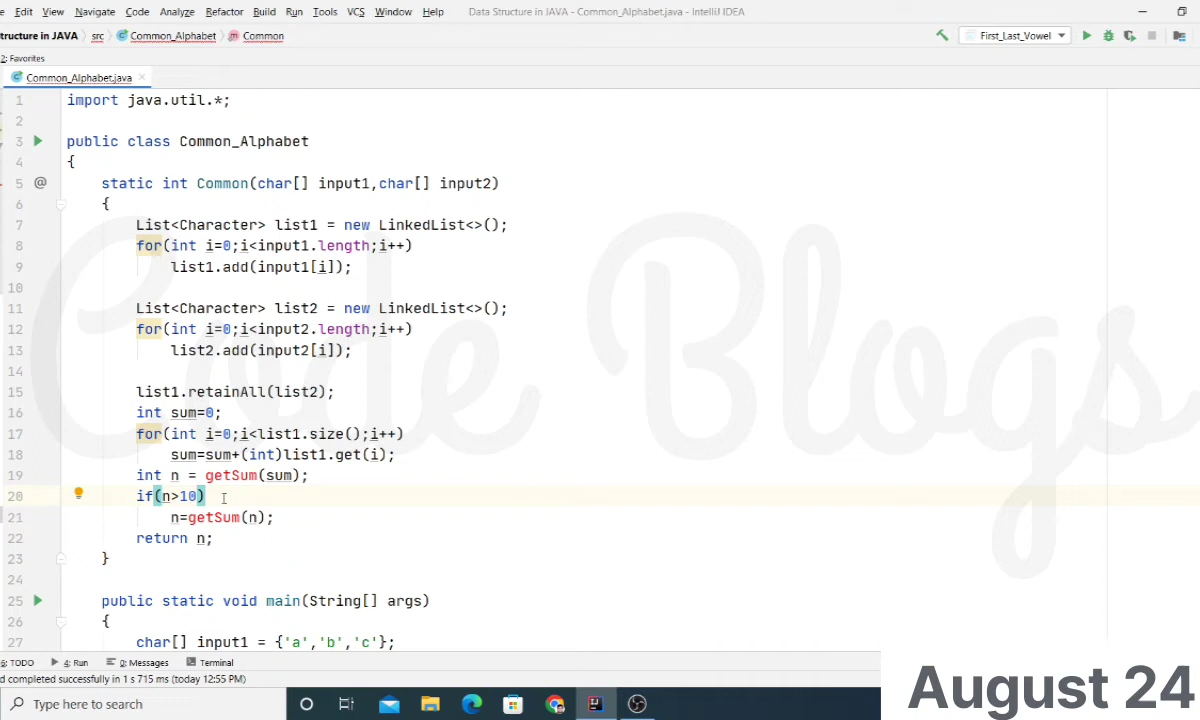 e Edit View Navigate Code Analyze Refactor Build Run Tools VCS Window Help Data Structure in JAVA - Common_Alphabet.java - IntelliJ IDEA
tructure in JAVA src Common_Alphabet Common First_Last_Vowel
2: Favorites
Common_Alphabet.java
1 import java.util.*;
2
3 public class Common_Alphabet
4 {
5 @ static int Common(char[] input1,char[] input2)
6 {
7 List<Character> list1 = new LinkedList<>();
8 for(int i=0;i<input1.length;i++)
9 list1.add(input1[i]);
10
11 List<Character> list2 = new LinkedList<>();
12 for(int i=0;i<input2.length;i++)
13 list2.add(input2[i]);
14
15 list1.retainAll(list2);
16 int sum=0;
17 for(int i=0;i<list1.size();i++)
18 sum=sum+(int)list1.get(i);
19 int n = getSum(sum);
20 if(n>10)
21 n=getSum(n);
22 return n;
23 }
24
25 public static void main(String[] args)
26 {
27 char[] input1 = {'a','b','c'};
Code Blogs
6: TODO 4: Run 0: Messages Terminal
d completed successfully in 1 s 715 ms (today 12:55 PM)
Type here to search
August 24